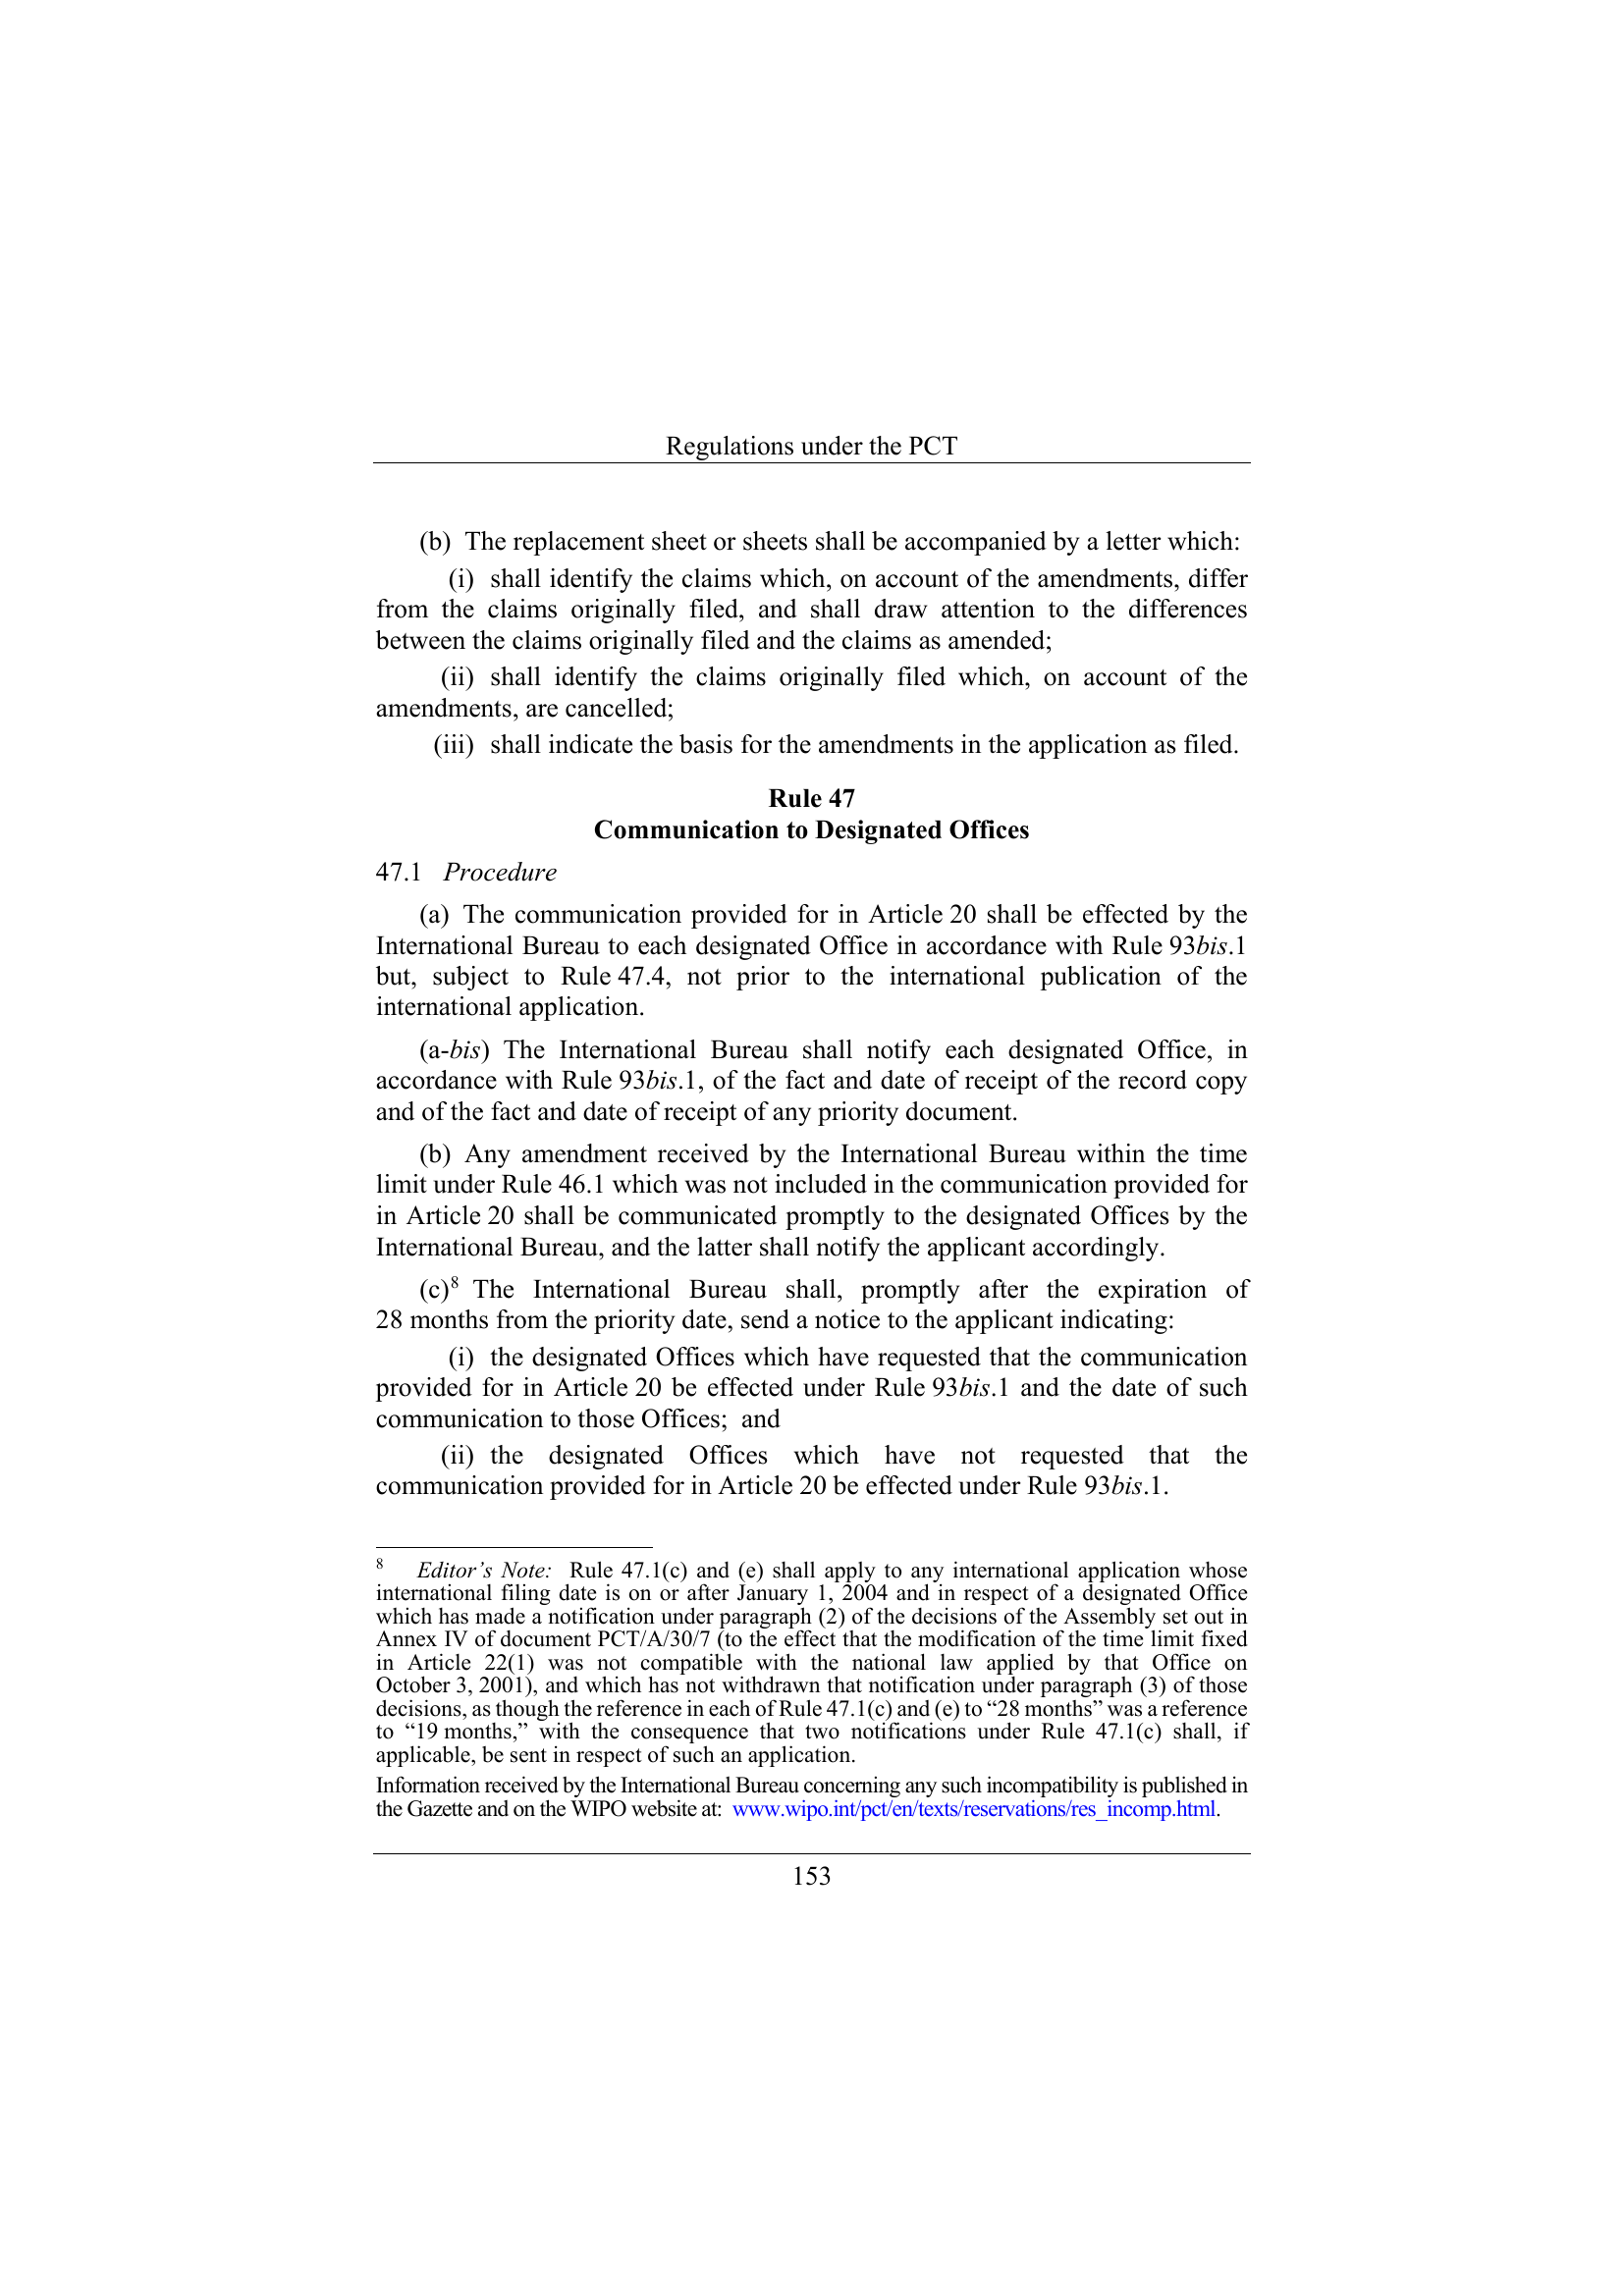 Regulations under the PCT
(b) The replacement sheet or sheets shall be accompanied by a letter which:
(i) shall identify the claims which, on account of the amendments, differ
from the claims originally filed, and shall draw attention to the differences
between the claims originally filed and the claims as amended;
(ii) shall identify the claims originally filed which, on account of the
amendments, are cancelled;
(iii) shall indicate the basis for the amendments in the application as filed.
Rule 47
Communication to Designated Offices
47.1 Procedure
(a) The communication provided for in Article 20 shall be effected by the
International Bureau to each designated Office in accordance with Rule 93bis.1
but, subject to Rule 47.4, not prior to the international publication of the
international application.
(a-bis) The International Bureau shall notify each designated Office, in
accordance with Rule 93bis.1, of the fact and date of receipt of the record copy
and of the fact and date of receipt of any priority document.
(b) Any amendment received by the International Bureau within the time
limit under Rule 46.1 which was not included in the communication provided for
in Article 20 shall be communicated promptly to the designated Offices by the
International Bureau, and the latter shall notify the applicant accordingly.
(c)8 The International Bureau shall, promptly after the expiration of
28 months from the priority date, send a notice to the applicant indicating:
(i) the designated Offices which have requested that the communication
provided for in Article 20 be effected under Rule 93bis.1 and the date of such
communication to those Offices; and
(ii) the designated Offices which have not requested that the
communication provided for in Article 20 be effected under Rule 93bis.1.
8 Editor's Note: Rule 47.1(c) and (e) shall apply to any international application whose
international filing date is on or after January 1, 2004 and in respect of a designated Office
which has made a notification under paragraph (2) of the decisions of the Assembly set out in
Annex IV of document PCT/A/30/7 (to the effect that the modification of the time limit fixed
in Article 22(1) was not compatible with the national law applied by that Office on
October 3, 2001), and which has not withdrawn that notification under paragraph (3) of those
decisions, as though the reference in each of Rule 47.1(c) and (e) to “28 months” was a reference
to “19 months,” with the consequence that two notifications under Rule 47.1(c) shall, if
applicable, be sent in respect of such an application.
Information received by the International Bureau concerning any such incompatibility is published in
the Gazette and on the WIPO website at: www.wipo.int/pct/en/texts/reservations/res_incomp.html.
153